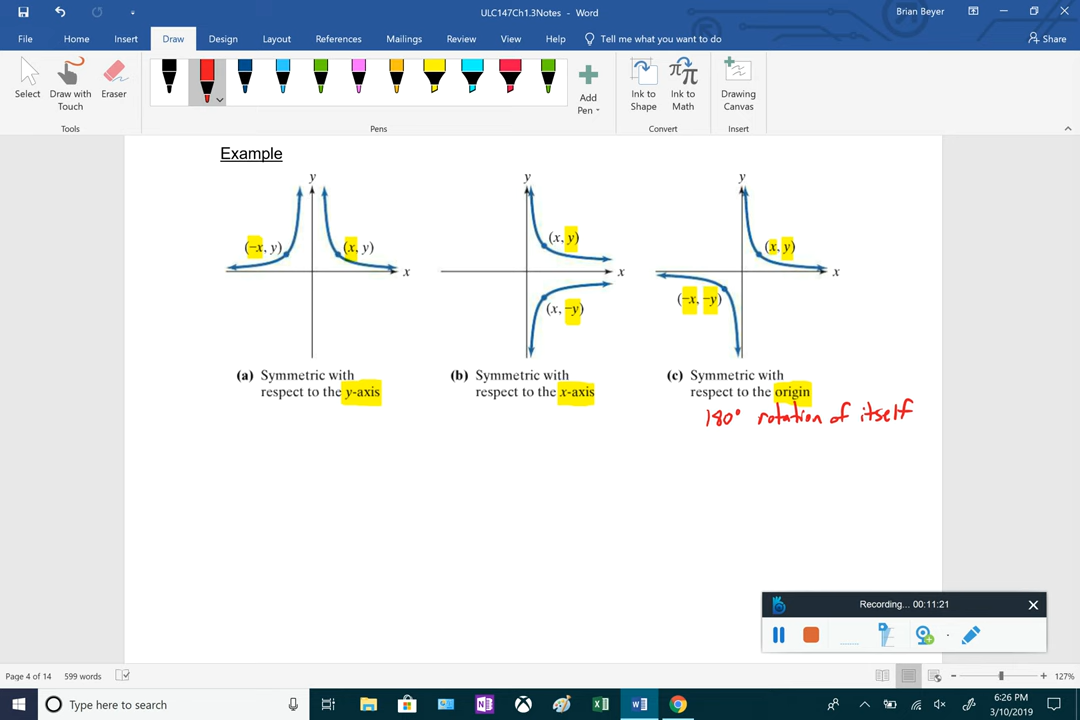 ULC147Ch1.3Notes - Word
Brian Beyer
File Home Insert Draw Design Layout References Mailings Review View Help Tell me what you want to do Share
Select Draw with Touch Eraser
Add Pen
Ink to Shape Ink to Math Drawing Canvas
Tools Pens Convert Insert
Example
y y y
(−x, y) (x, y) (x, y) (x, y)
x x x
(x, −y) (−x, −y)
(a) Symmetric with respect to the y-axis
(b) Symmetric with respect to the x-axis
(c) Symmetric with respect to the origin
180° rotation of itself
Recording... 00:11:21
Page 4 of 14 599 words 127%
Type here to search
6:26 PM
3/10/2019